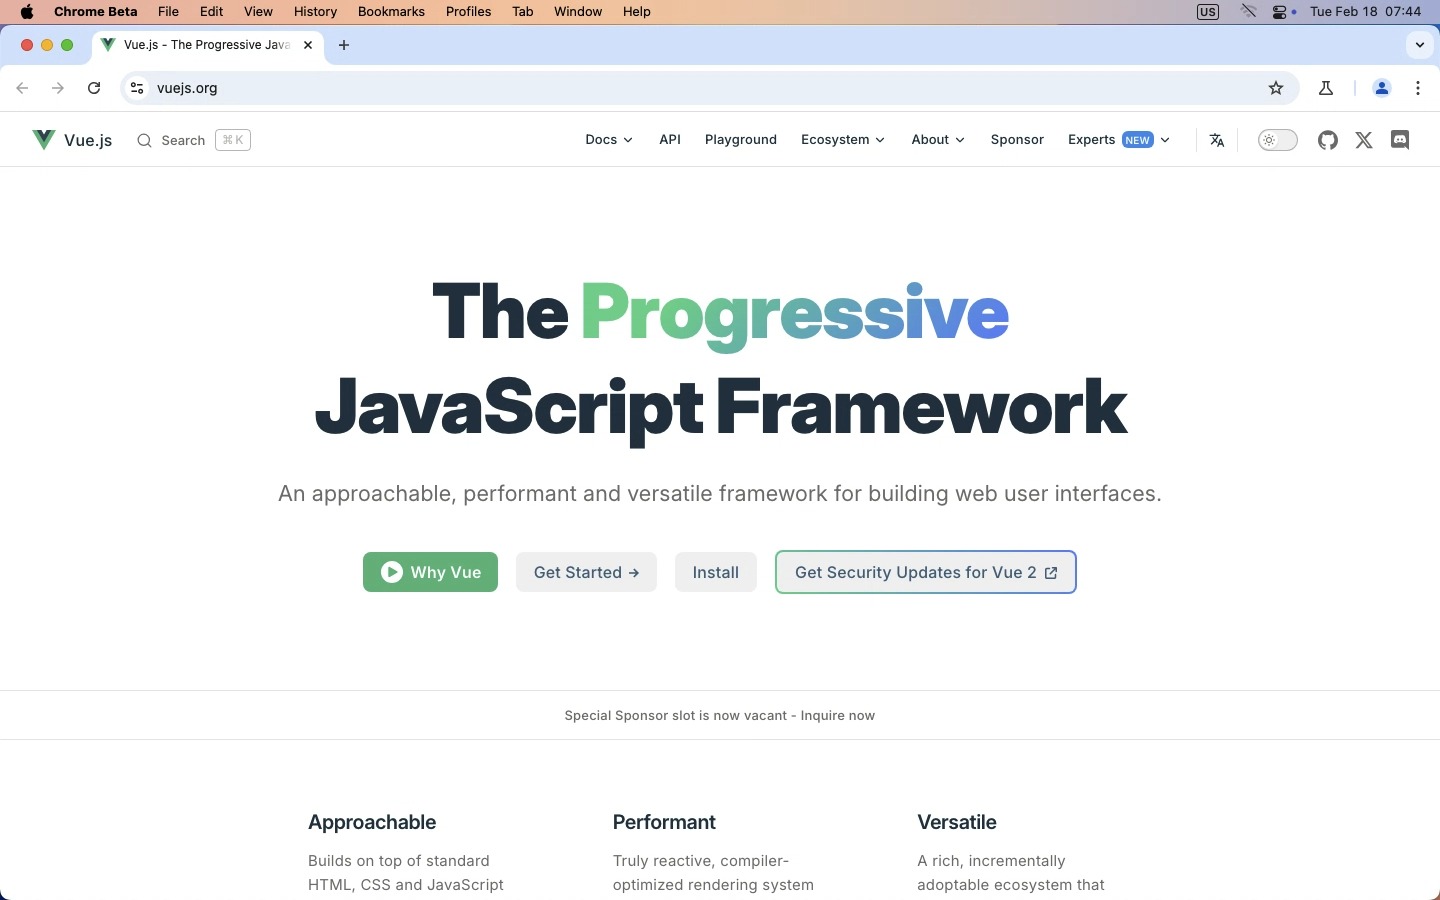 Chrome Beta File Edit View History Bookmarks Profiles Tab Window Help US Tue Feb 18 07:44
Vue.js - The Progressive Java
vuejs.org
Vue.js Search ⌘ K Docs API Playground Ecosystem About Sponsor Experts NEW
The Progressive
JavaScript Framework
An approachable, performant and versatile framework for building web user interfaces.
Why Vue Get Started → Install Get Security Updates for Vue 2
Special Sponsor slot is now vacant - Inquire now
Approachable Performant Versatile
Builds on top of standard Truly reactive, compiler- A rich, incrementally
HTML, CSS and JavaScript optimized rendering system adoptable ecosystem that